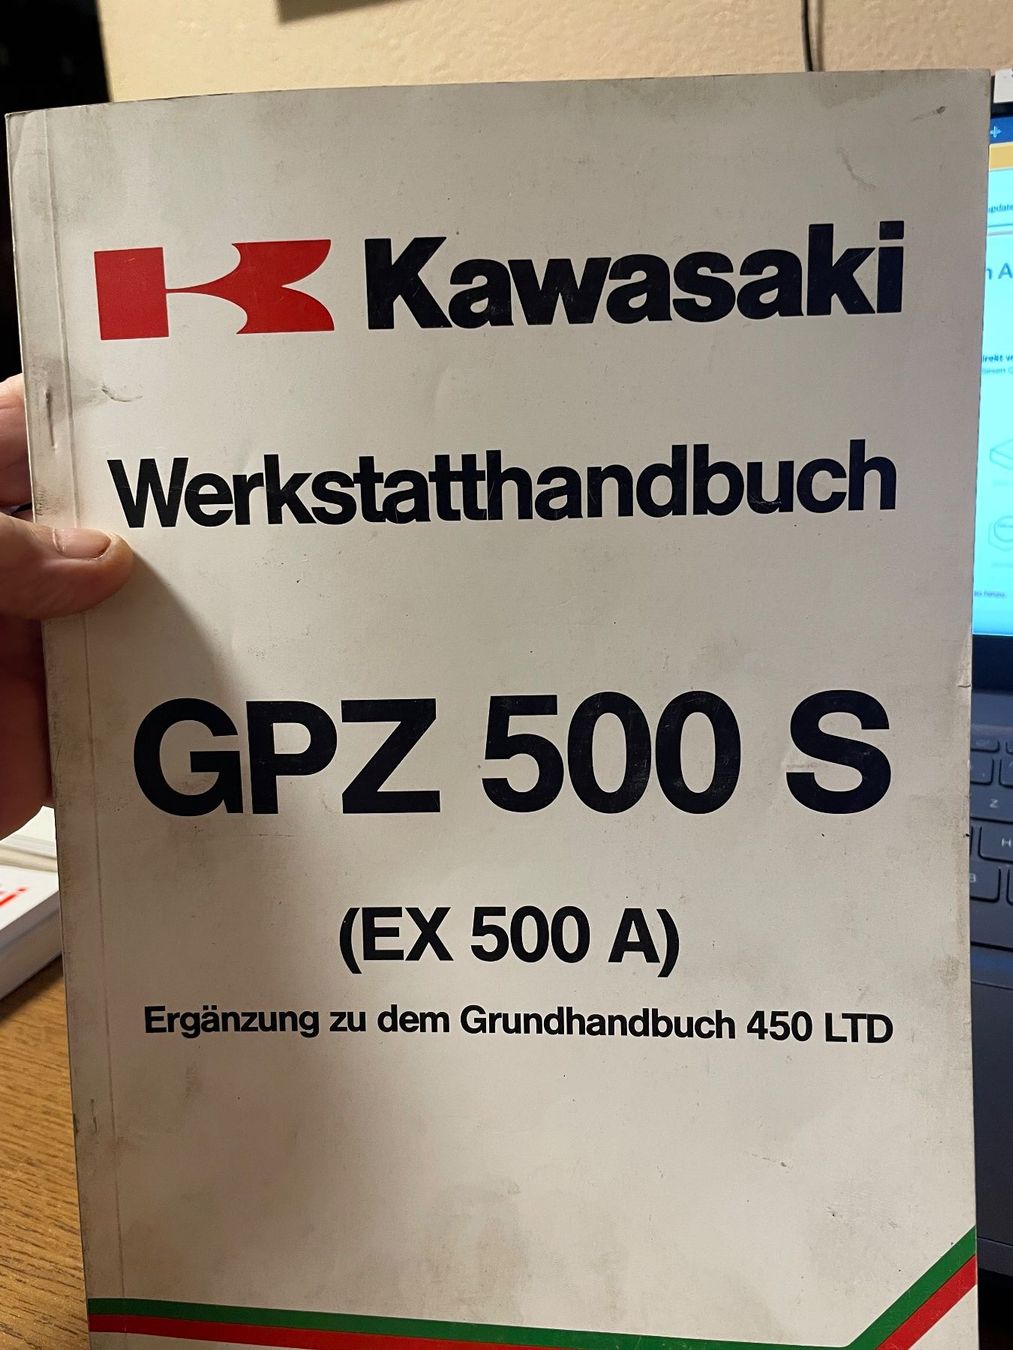 Kawasaki
Werkstatthandbuch
GPZ 500 S
(EX 500 A)
Ergänzung zu dem Grundhandbuch 450 LTD